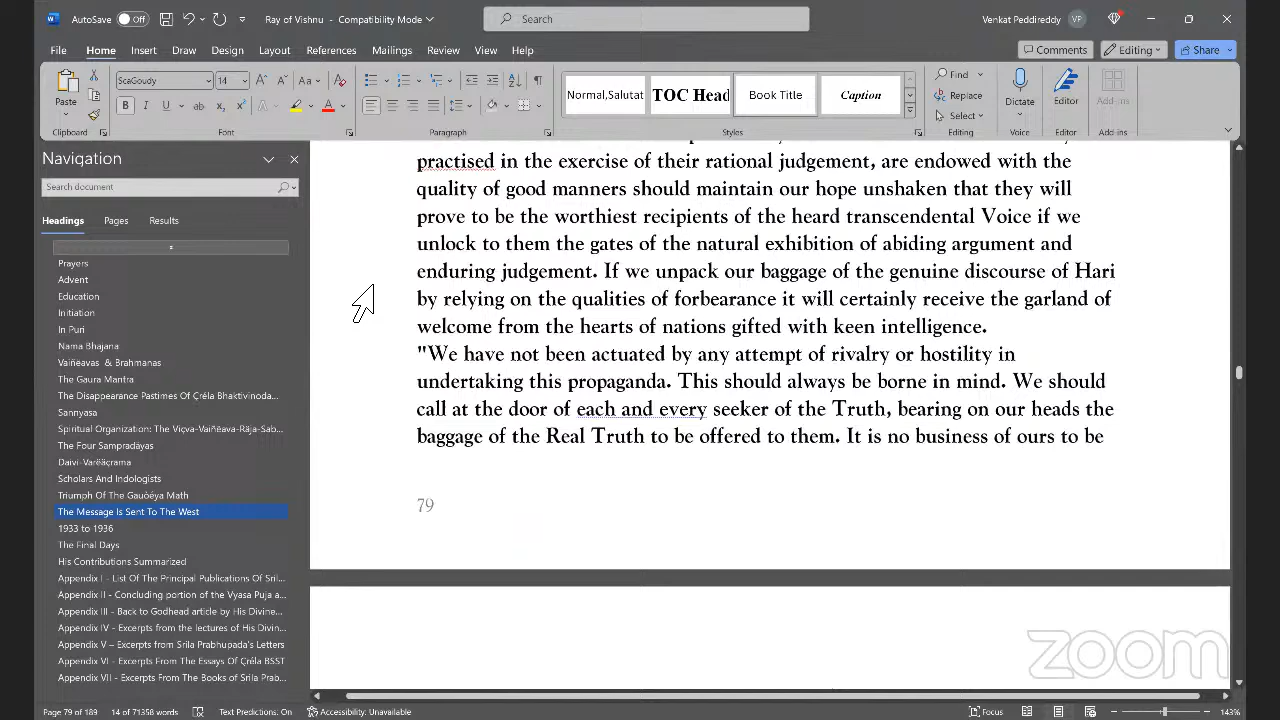 AutoSave Off Ray of Vishnu - Compatibility Mode Search Venkat Peddireddy VP
File Home Insert Draw Design Layout References Mailings Review View Help Comments Editing Share
Paste ScaGoudy 14 Normal,Salutat TOC Head Book Title Caption Find Replace Select Dictate Editor Add-ins
Clipboard Font Paragraph Styles Editing Voice Editor Add-ins
Navigation
Search document
Headings Pages Results
Prayers
Advent
Education
Initiation
In Puri
Nama Bhajana
Vaiñëavas & Brahmanas
The Gaura Mantra
The Disappearance Pastimes Of Çréla Bhaktivinoda...
Sannyasa
Spiritual Organization: The Viçva-Vaiñëava-Räja-Sab...
The Four Sampradäyas
Daivi-Varëäçrama
Scholars And Indologists
Triumph Of The Gauòéya Math
The Message Is Sent To The West
1933 to 1936
The Final Days
His Contributions Summarized
Appendix I - List Of The Principal Publications Of Sril...
Appendix II - Concluding portion of the Vyasa Puja a...
Appendix III - Back to Godhead article by His Divine...
Appendix IV - Excerpts from the lectures of His Divin...
Appendix V – Excerpts from Srila Prabhupada's Letters
Appendix VI - Excerpts From The Essays Of Çréla BSST
Appendix VII - Excerpts From The Books of Srila Prab...
practised in the exercise of their rational judgement, are endowed with the
quality of good manners should maintain our hope unshaken that they will
prove to be the worthiest recipients of the heard transcendental Voice if we
unlock to them the gates of the natural exhibition of abiding argument and
enduring judgement. If we unpack our baggage of the genuine discourse of Hari
by relying on the qualities of forbearance it will certainly receive the garland of
welcome from the hearts of nations gifted with keen intelligence.
"We have not been actuated by any attempt of rivalry or hostility in
undertaking this propaganda. This should always be borne in mind. We should
call at the door of each and every seeker of the Truth, bearing on our heads the
baggage of the Real Truth to be offered to them. It is no business of ours to be
79
zoom
Page 79 of 189 14 of 71358 words Text Predictions: On Accessibility: Unavailable Focus 143%